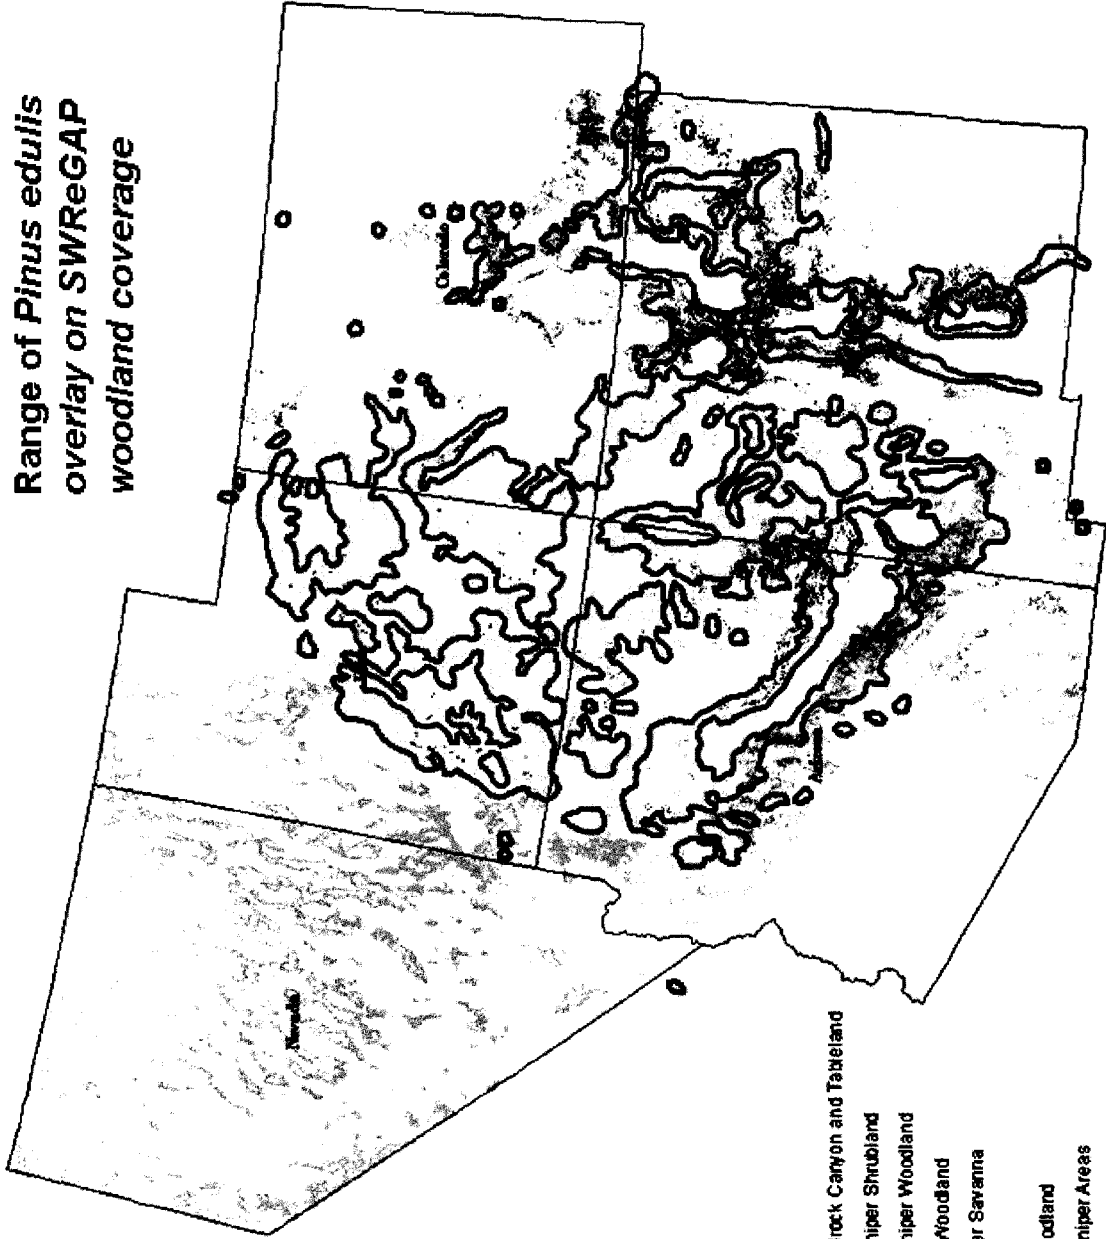 Range of Pinus edulis
overlay on SWReGAP
woodland coverage
Colorado
Nevada
Arizona
rock Canyon and Tableland
niper Shrubland
niper Woodland
Woodland
r Savanna
odland
niper Areas